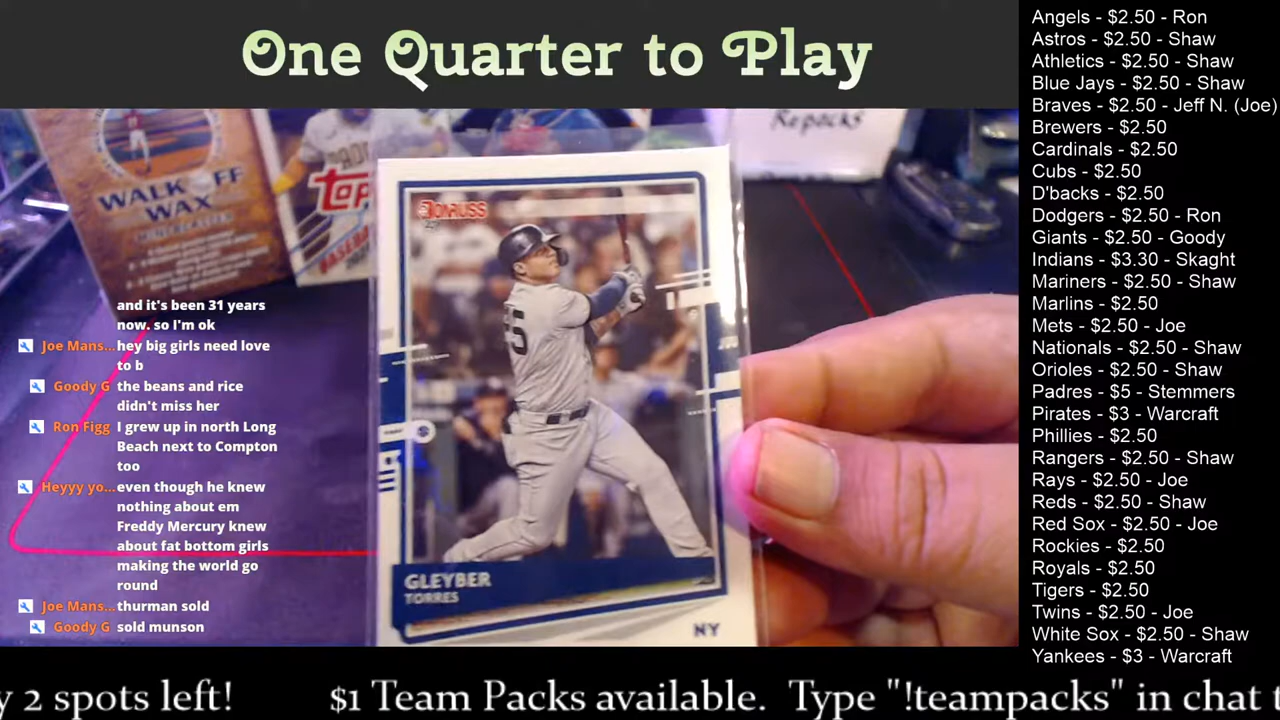 One Quarter to Play
Angels - $2.50 - Ron
Astros - $2.50 - Shaw
Athletics - $2.50 - Shaw
Blue Jays - $2.50 - Shaw
Braves - $2.50 - Jeff N. (Joe)
Brewers - $2.50
Cardinals - $2.50
Cubs - $2.50
D'backs - $2.50
Dodgers - $2.50 - Ron
Giants - $2.50 - Goody
Indians - $3.30 - Skaght
Mariners - $2.50 - Shaw
Marlins - $2.50
Mets - $2.50 - Joe
Nationals - $2.50 - Shaw
Orioles - $2.50 - Shaw
Padres - $5 - Stemmers
Pirates - $3 - Warcraft
Phillies - $2.50
Rangers - $2.50 - Shaw
Rays - $2.50 - Joe
Reds - $2.50 - Shaw
Red Sox - $2.50 - Joe
Rockies - $2.50
Royals - $2.50
Tigers - $2.50
Twins - $2.50 - Joe
White Sox - $2.50 - Shaw
Yankees - $3 - Warcraft
Repacks
WALK OFF
WAX
TOP
DONRUSS
GLEYBER
TORRES
NY
and it's been 31 years
now. so I'm ok
Joe Mans... hey big girls need love
to b
Goody G the beans and rice
didn't miss her
Ron Figg I grew up in north Long
Beach next to Compton
too
Heyyy yo... even though he knew
nothing about em
Freddy Mercury knew
about fat bottom girls
making the world go
round
Joe Mans... thurman sold
Goody G sold munson
y 2 spots left! $1 Team Packs available. Type "!teampacks" in chat t